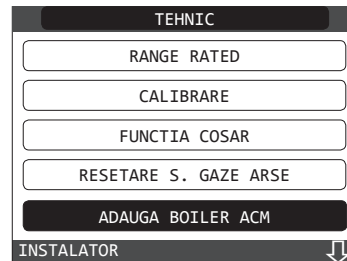 TEHNIC
RANGE RATED
CALIBRARE
FUNCTIA COSAR
RESETARE S. GAZE ARSE
ADAUGA BOILER ACM
INSTALATOR